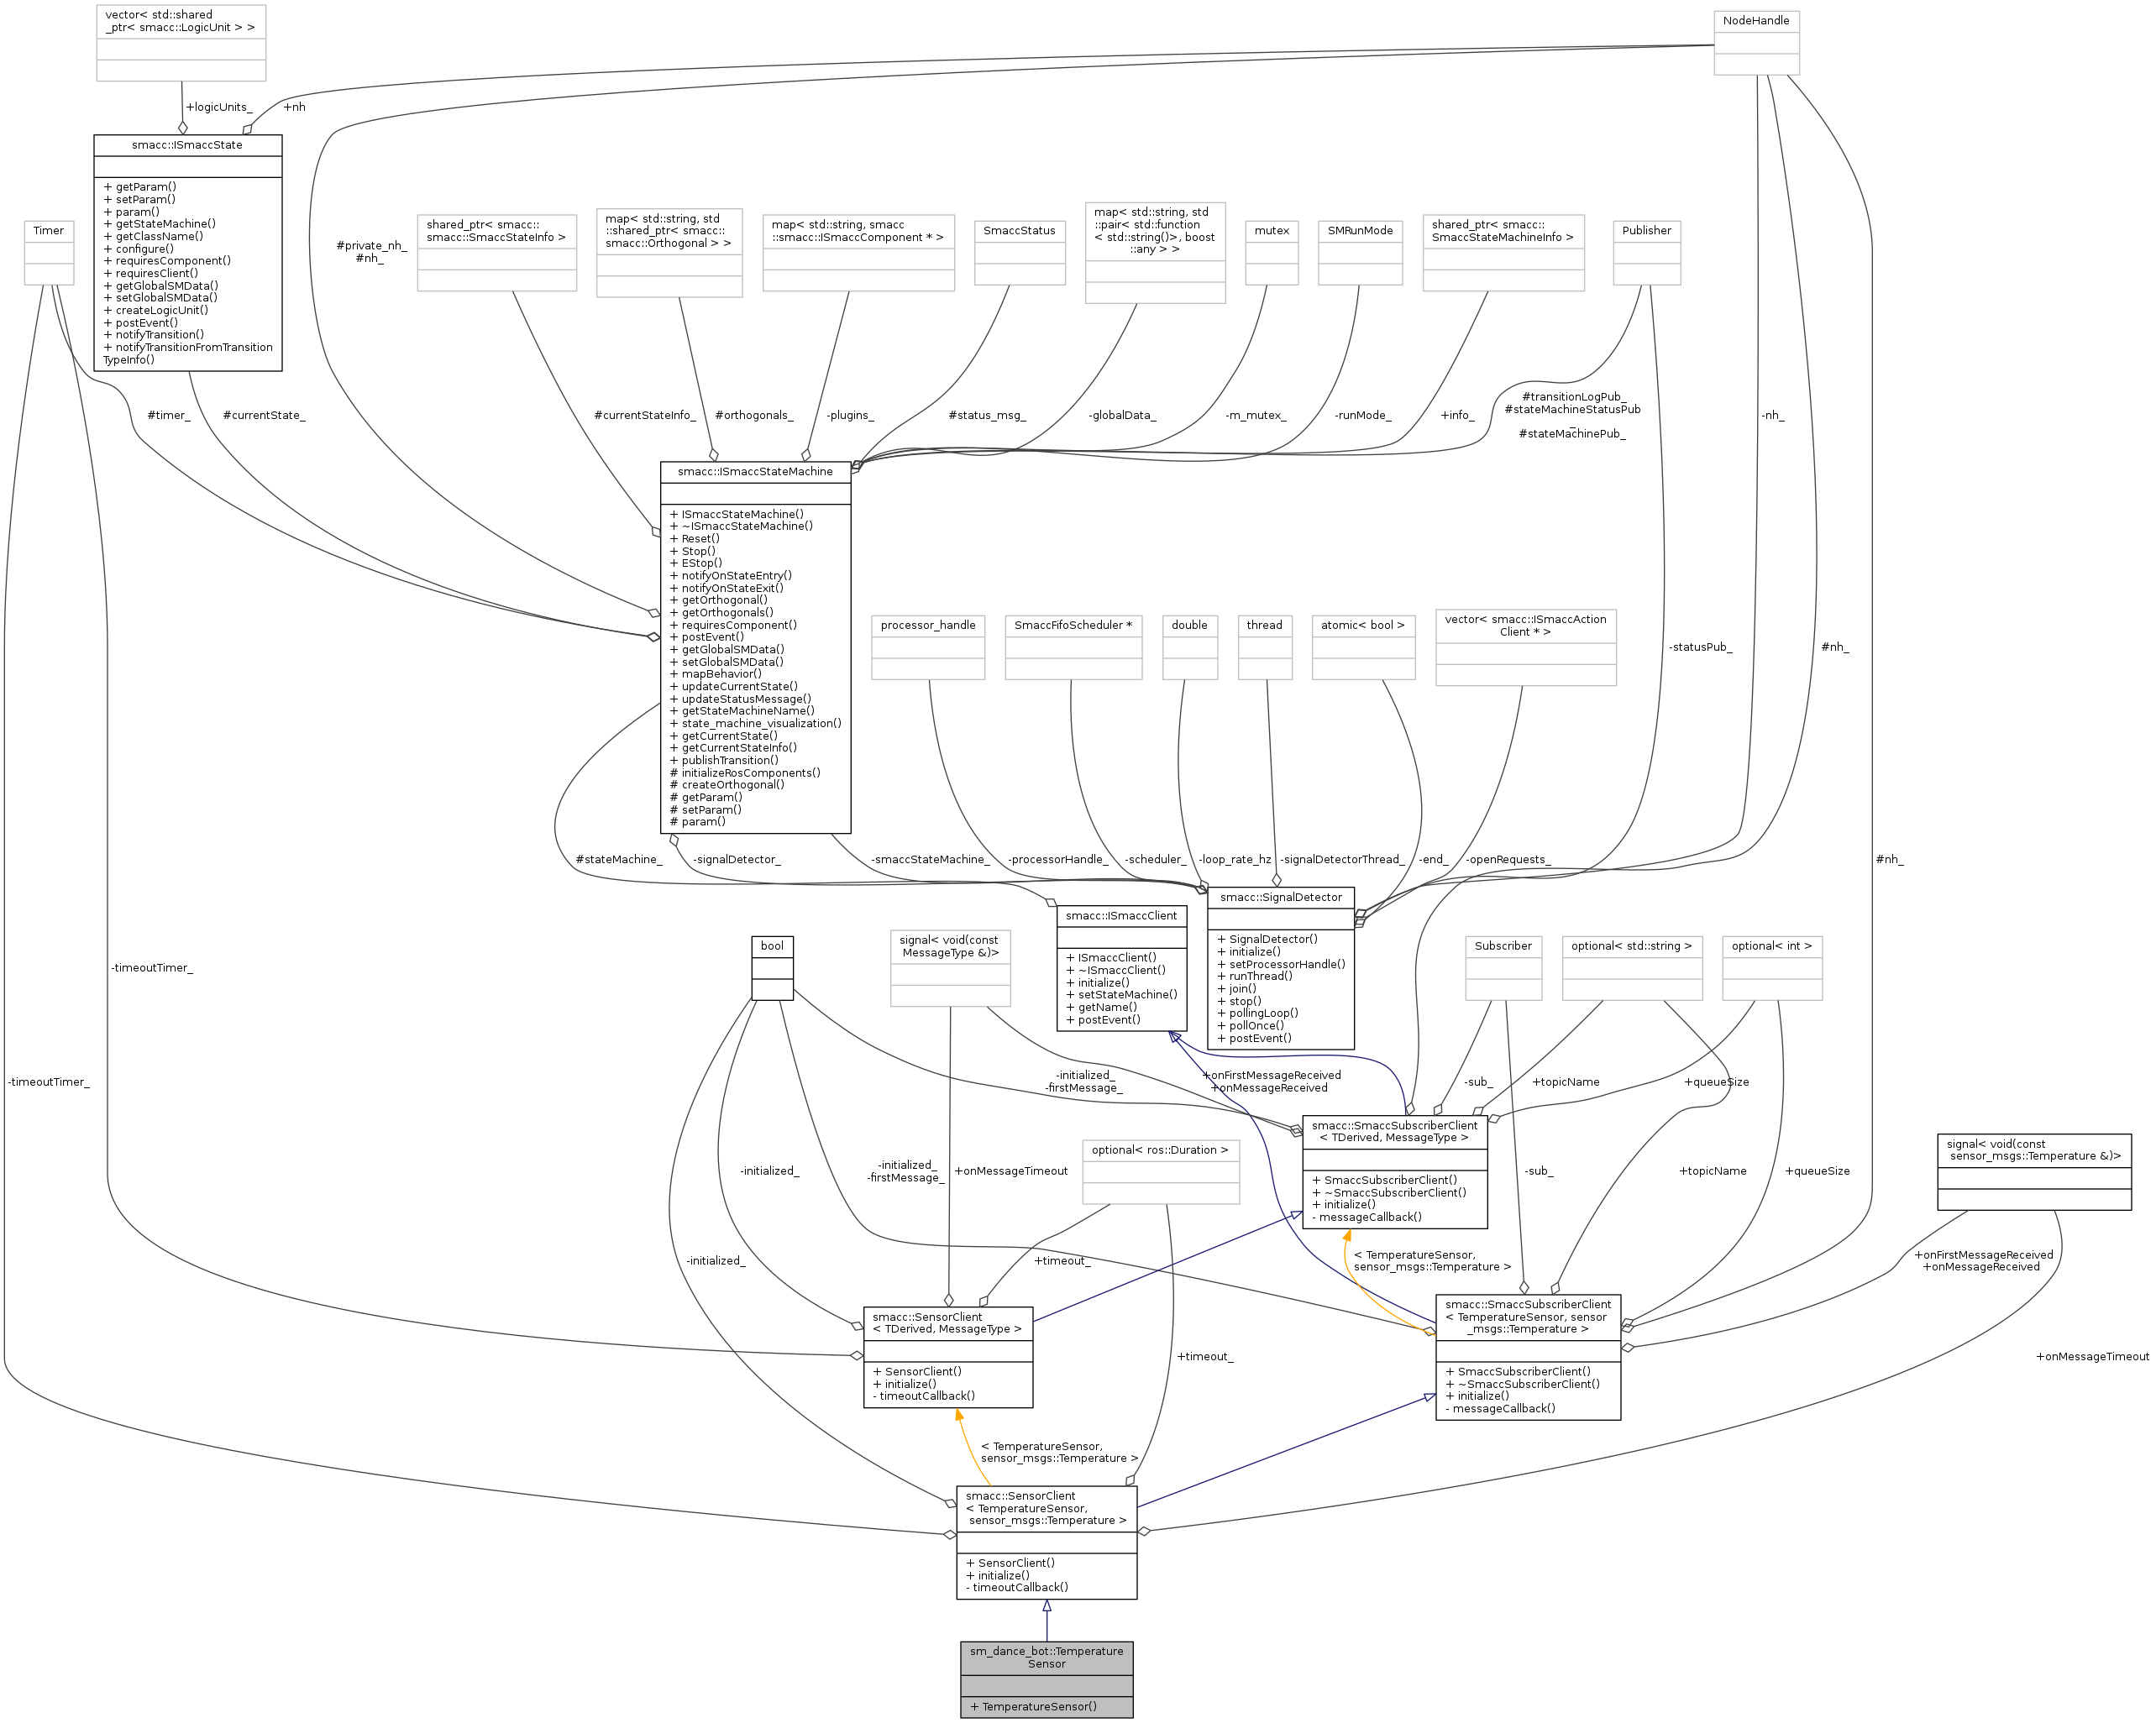 vector< std::shared
_ptr< smacc::LogicUnit > >
NodeHandle
+logicUnits_
+nh
smacc::ISmaccState
+ getParam()
+ setParam()
+ param()
+ getStateMachine()
+ getClassName()
+ configure()
+ requiresComponent()
+ requiresClient()
+ getGlobalSMData()
+ setGlobalSMData()
+ createLogicUnit()
+ postEvent()
+ notifyTransition()
+ notifyTransitionFromTransition
TypeInfo()
Timer
#private_nh_
#nh_
shared_ptr< smacc::
smacc::SmaccStateInfo >
map< std::string, std
::shared_ptr< smacc::
smacc::Orthogonal > >
map< std::string, smacc
::smacc::ISmaccComponent * >
SmaccStatus
map< std::string, std
::pair< std::function
< std::string()>, boost
::any > >
mutex
SMRunMode
shared_ptr< smacc::
SmaccStateMachineInfo >
Publisher
#timer_
#currentState_
#currentStateInfo_
#orthogonals_
-plugins_
#status_msg_
-globalData_
-m_mutex_
-runMode_
+info_
#transitionLogPub_
#stateMachineStatusPub
_
#stateMachinePub_
-nh_
smacc::ISmaccStateMachine
+ ISmaccStateMachine()
+ ~ISmaccStateMachine()
+ Reset()
+ Stop()
+ EStop()
+ notifyOnStateEntry()
+ notifyOnStateExit()
+ getOrthogonal()
+ getOrthogonals()
+ requiresComponent()
+ postEvent()
+ getGlobalSMData()
+ setGlobalSMData()
+ mapBehavior()
+ updateCurrentState()
+ updateStatusMessage()
+ getStateMachineName()
+ state_machine_visualization()
+ getCurrentState()
+ getCurrentStateInfo()
+ publishTransition()
# initializeRosComponents()
# createOrthogonal()
# getParam()
# setParam()
# param()
processor_handle
SmaccFifoScheduler *
double
thread
atomic< bool >
vector< smacc::ISmaccAction
Client * >
-statusPub_
#nh_
#stateMachine_
-signalDetector_
-smaccStateMachine_
-processorHandle_
-scheduler_
-loop_rate_hz
-signalDetectorThread_
-end_
-openRequests_
#nh_
smacc::SignalDetector
+ SignalDetector()
+ initialize()
+ setProcessorHandle()
+ runThread()
+ join()
+ stop()
+ pollingLoop()
+ pollOnce()
+ postEvent()
smacc::ISmaccClient
+ ISmaccClient()
+ ~ISmaccClient()
+ initialize()
+ setStateMachine()
+ getName()
+ postEvent()
bool
signal< void(const
MessageType &)>
Subscriber
optional< std::string >
optional< int >
-timeoutTimer_
-timeoutTimer_
-initialized_
-firstMessage_
+onFirstMessageReceived
+onMessageReceived
-sub_
+topicName
+queueSize
smacc::SmaccSubscriberClient
< TDerived, MessageType >
+ SmaccSubscriberClient()
+ ~SmaccSubscriberClient()
+ initialize()
- messageCallback()
optional< ros::Duration >
signal< void(const
sensor_msgs::Temperature &)>
-initialized_
-initialized_
-firstMessage_
+onMessageTimeout
-sub_
+topicName
+queueSize
-initialized_
+timeout_
< TemperatureSensor,
sensor_msgs::Temperature >
+onFirstMessageReceived
+onMessageReceived
smacc::SensorClient
< TDerived, MessageType >
+ SensorClient()
+ initialize()
- timeoutCallback()
smacc::SmaccSubscriberClient
< TemperatureSensor, sensor
_msgs::Temperature >
+ SmaccSubscriberClient()
+ ~SmaccSubscriberClient()
+ initialize()
- messageCallback()
+timeout_
+onMessageTimeout
< TemperatureSensor,
sensor_msgs::Temperature >
smacc::SensorClient
< TemperatureSensor,
sensor_msgs::Temperature >
+ SensorClient()
+ initialize()
- timeoutCallback()
sm_dance_bot::Temperature
Sensor
+ TemperatureSensor()